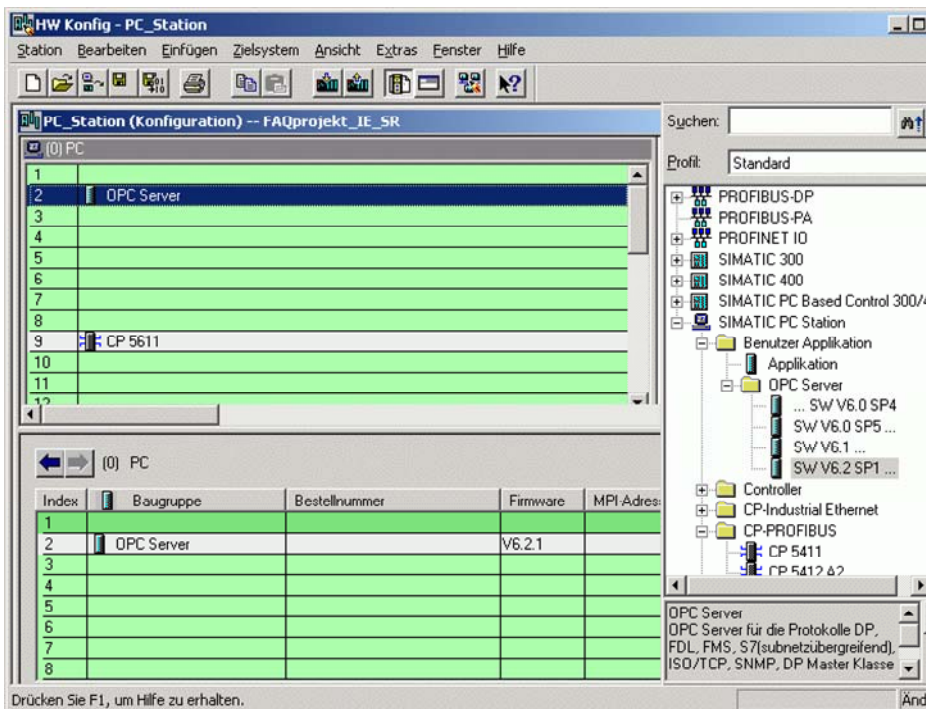 HW Konfig - PC_Station
Station Bearbeiten Einfügen Zielsystem Ansicht Extras Fenster Hilfe
PC_Station (Konfiguration) -- FAQprojekt_IE_SR
(0) PC
1
2 OPC Server
3
4
5
6
7
8
9 CP 5611
10
11
12
(0) PC
Index Baugruppe Bestellnummer Firmware MPI-Adress
1
2 OPC Server V6.2.1
3
4
5
6
7
8
Suchen:
Profil: Standard
PROFIBUS-DP
PROFIBUS-PA
PROFINET IO
SIMATIC 300
SIMATIC 400
SIMATIC PC Based Control 300/4
SIMATIC PC Station
Benutzer Applikation
Applikation
OPC Server
... SW V6.0 SP4
SW V6.0 SP5 ...
SW V6.1 ...
SW V6.2 SP1 ...
Controller
CP-Industrial Ethernet
CP-PROFIBUS
CP 5411
CP 5412 A2
OPC Server
OPC Server für die Protokolle DP,
FDL, FMS, S7(subnetzübergreifend),
ISO/TCP, SNMP, DP Master Klasse
Drücken Sie F1, um Hilfe zu erhalten.
Änd